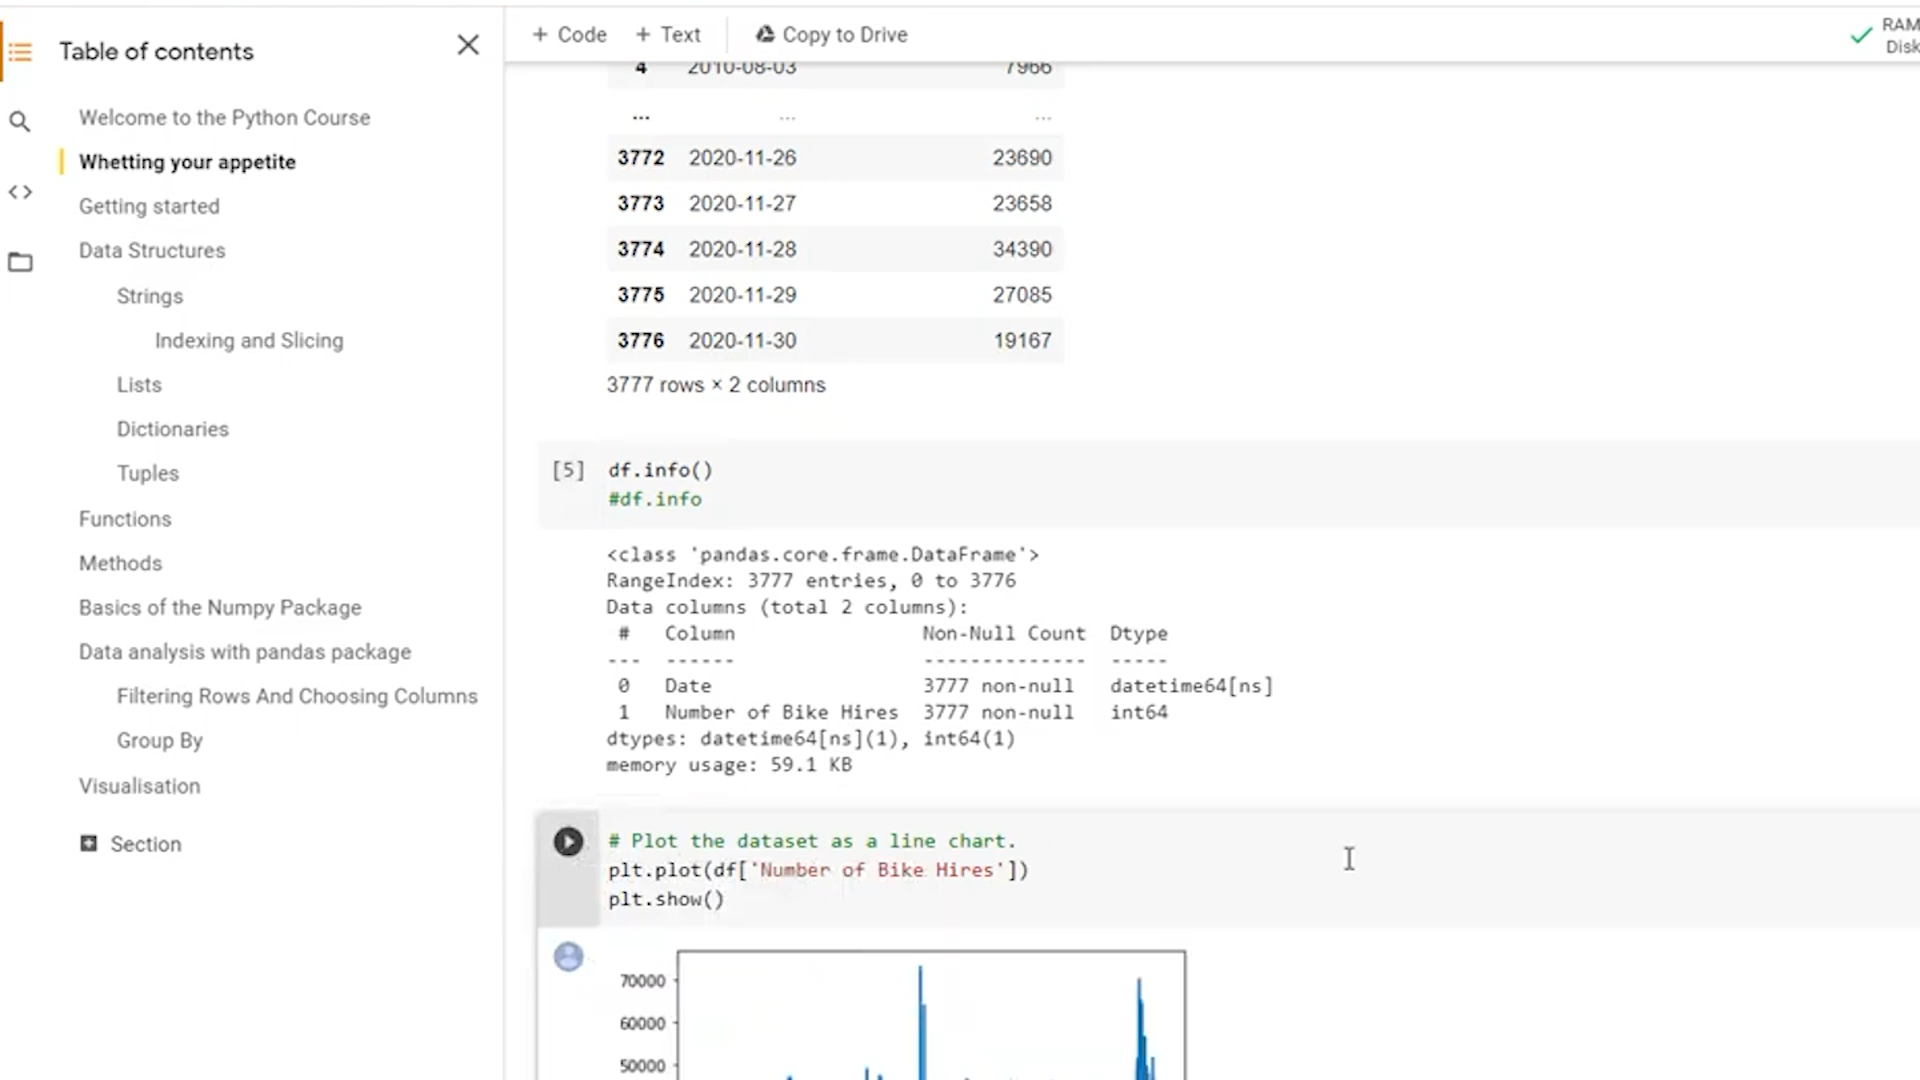 Table of contents
Welcome to the Python Course
Whetting your appetite
Getting started
Data Structures
Strings
Indexing and Slicing
Lists
Dictionaries
Tuples
Functions
Methods
Basics of the Numpy Package
Data analysis with pandas package
Filtering Rows And Choosing Columns
Group By
Visualisation
Section
+ Code + Text Copy to Drive
RAM
Disk
4 2010-08-03 7966
... ... ...
3772 2020-11-26 23690
3773 2020-11-27 23658
3774 2020-11-28 34390
3775 2020-11-29 27085
3776 2020-11-30 19167
3777 rows × 2 columns
[5] df.info()
#df.info
<class 'pandas.core.frame.DataFrame'>
RangeIndex: 3777 entries, 0 to 3776
Data columns (total 2 columns):
# Column Non-Null Count Dtype
--- ------ -------------- -----
0 Date 3777 non-null datetime64[ns]
1 Number of Bike Hires 3777 non-null int64
dtypes: datetime64[ns](1), int64(1)
memory usage: 59.1 KB
# Plot the dataset as a line chart.
plt.plot(df['Number of Bike Hires'])
plt.show()
70000
60000
50000